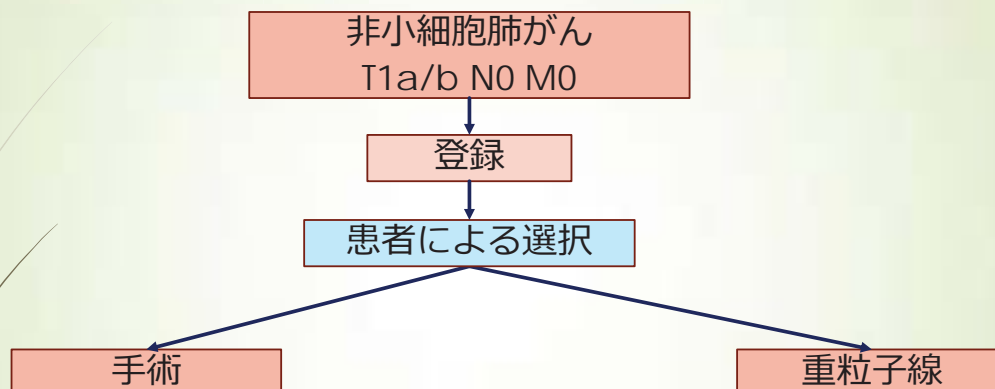 非小細胞肺がん
T1a/b N0 M0
登録
患者による選択
手術
重粒子線